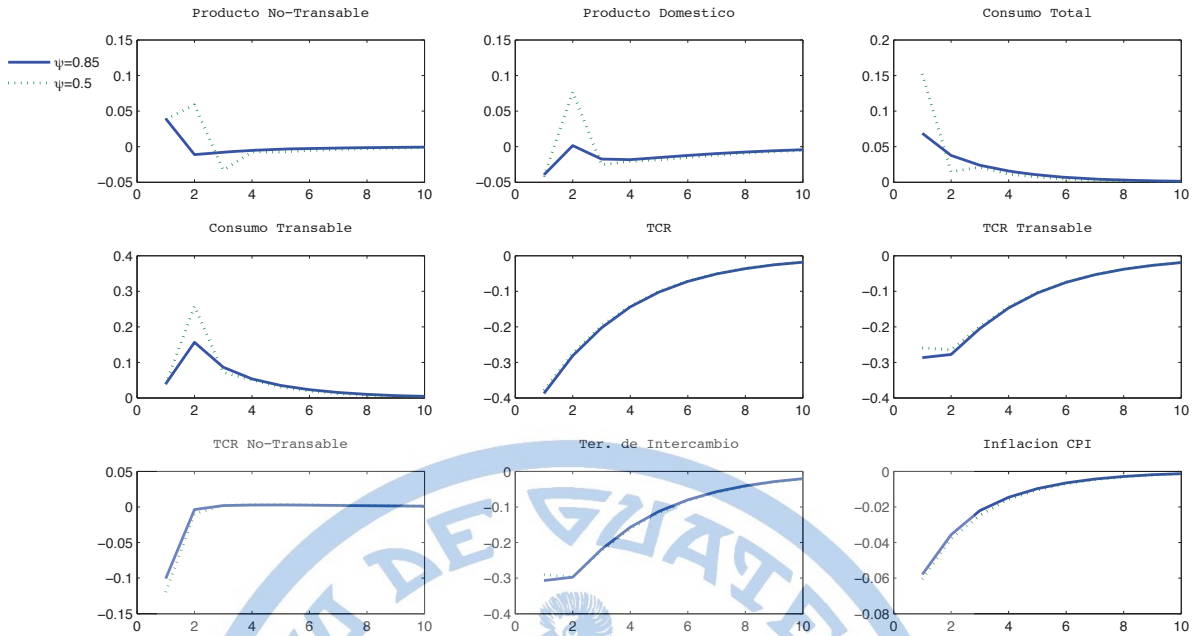 Producto No-Transable
Producto Domestico
Consumo Total
ψ=0.85
ψ=0.5
0.15
0.1
0.05
0
−0.05
0 2 4 6 8 10
0.15
0.1
0.05
0
−0.05
0 2 4 6 8 10
0.2
0.15
0.1
0.05
0
0 2 4 6 8 10
Consumo Transable
TCR
TCR Transable
0.4
0.3
0.2
0.1
0
0 2 4 6 8 10
0
−0.1
−0.2
−0.3
−0.4
0 2 4 6 8 10
0
−0.1
−0.2
−0.3
−0.4
0 2 4 6 8 10
TCR No-Transable
Ter. de Intercambio
Inflacion CPI
0.05
0
−0.05
−0.1
−0.15
0 2 4 6 8 10
0
−0.1
−0.2
−0.3
−0.4
0 2 4 6 8 10
0
−0.02
−0.04
−0.06
−0.08
0 2 4 6 8 10
DE GUATE